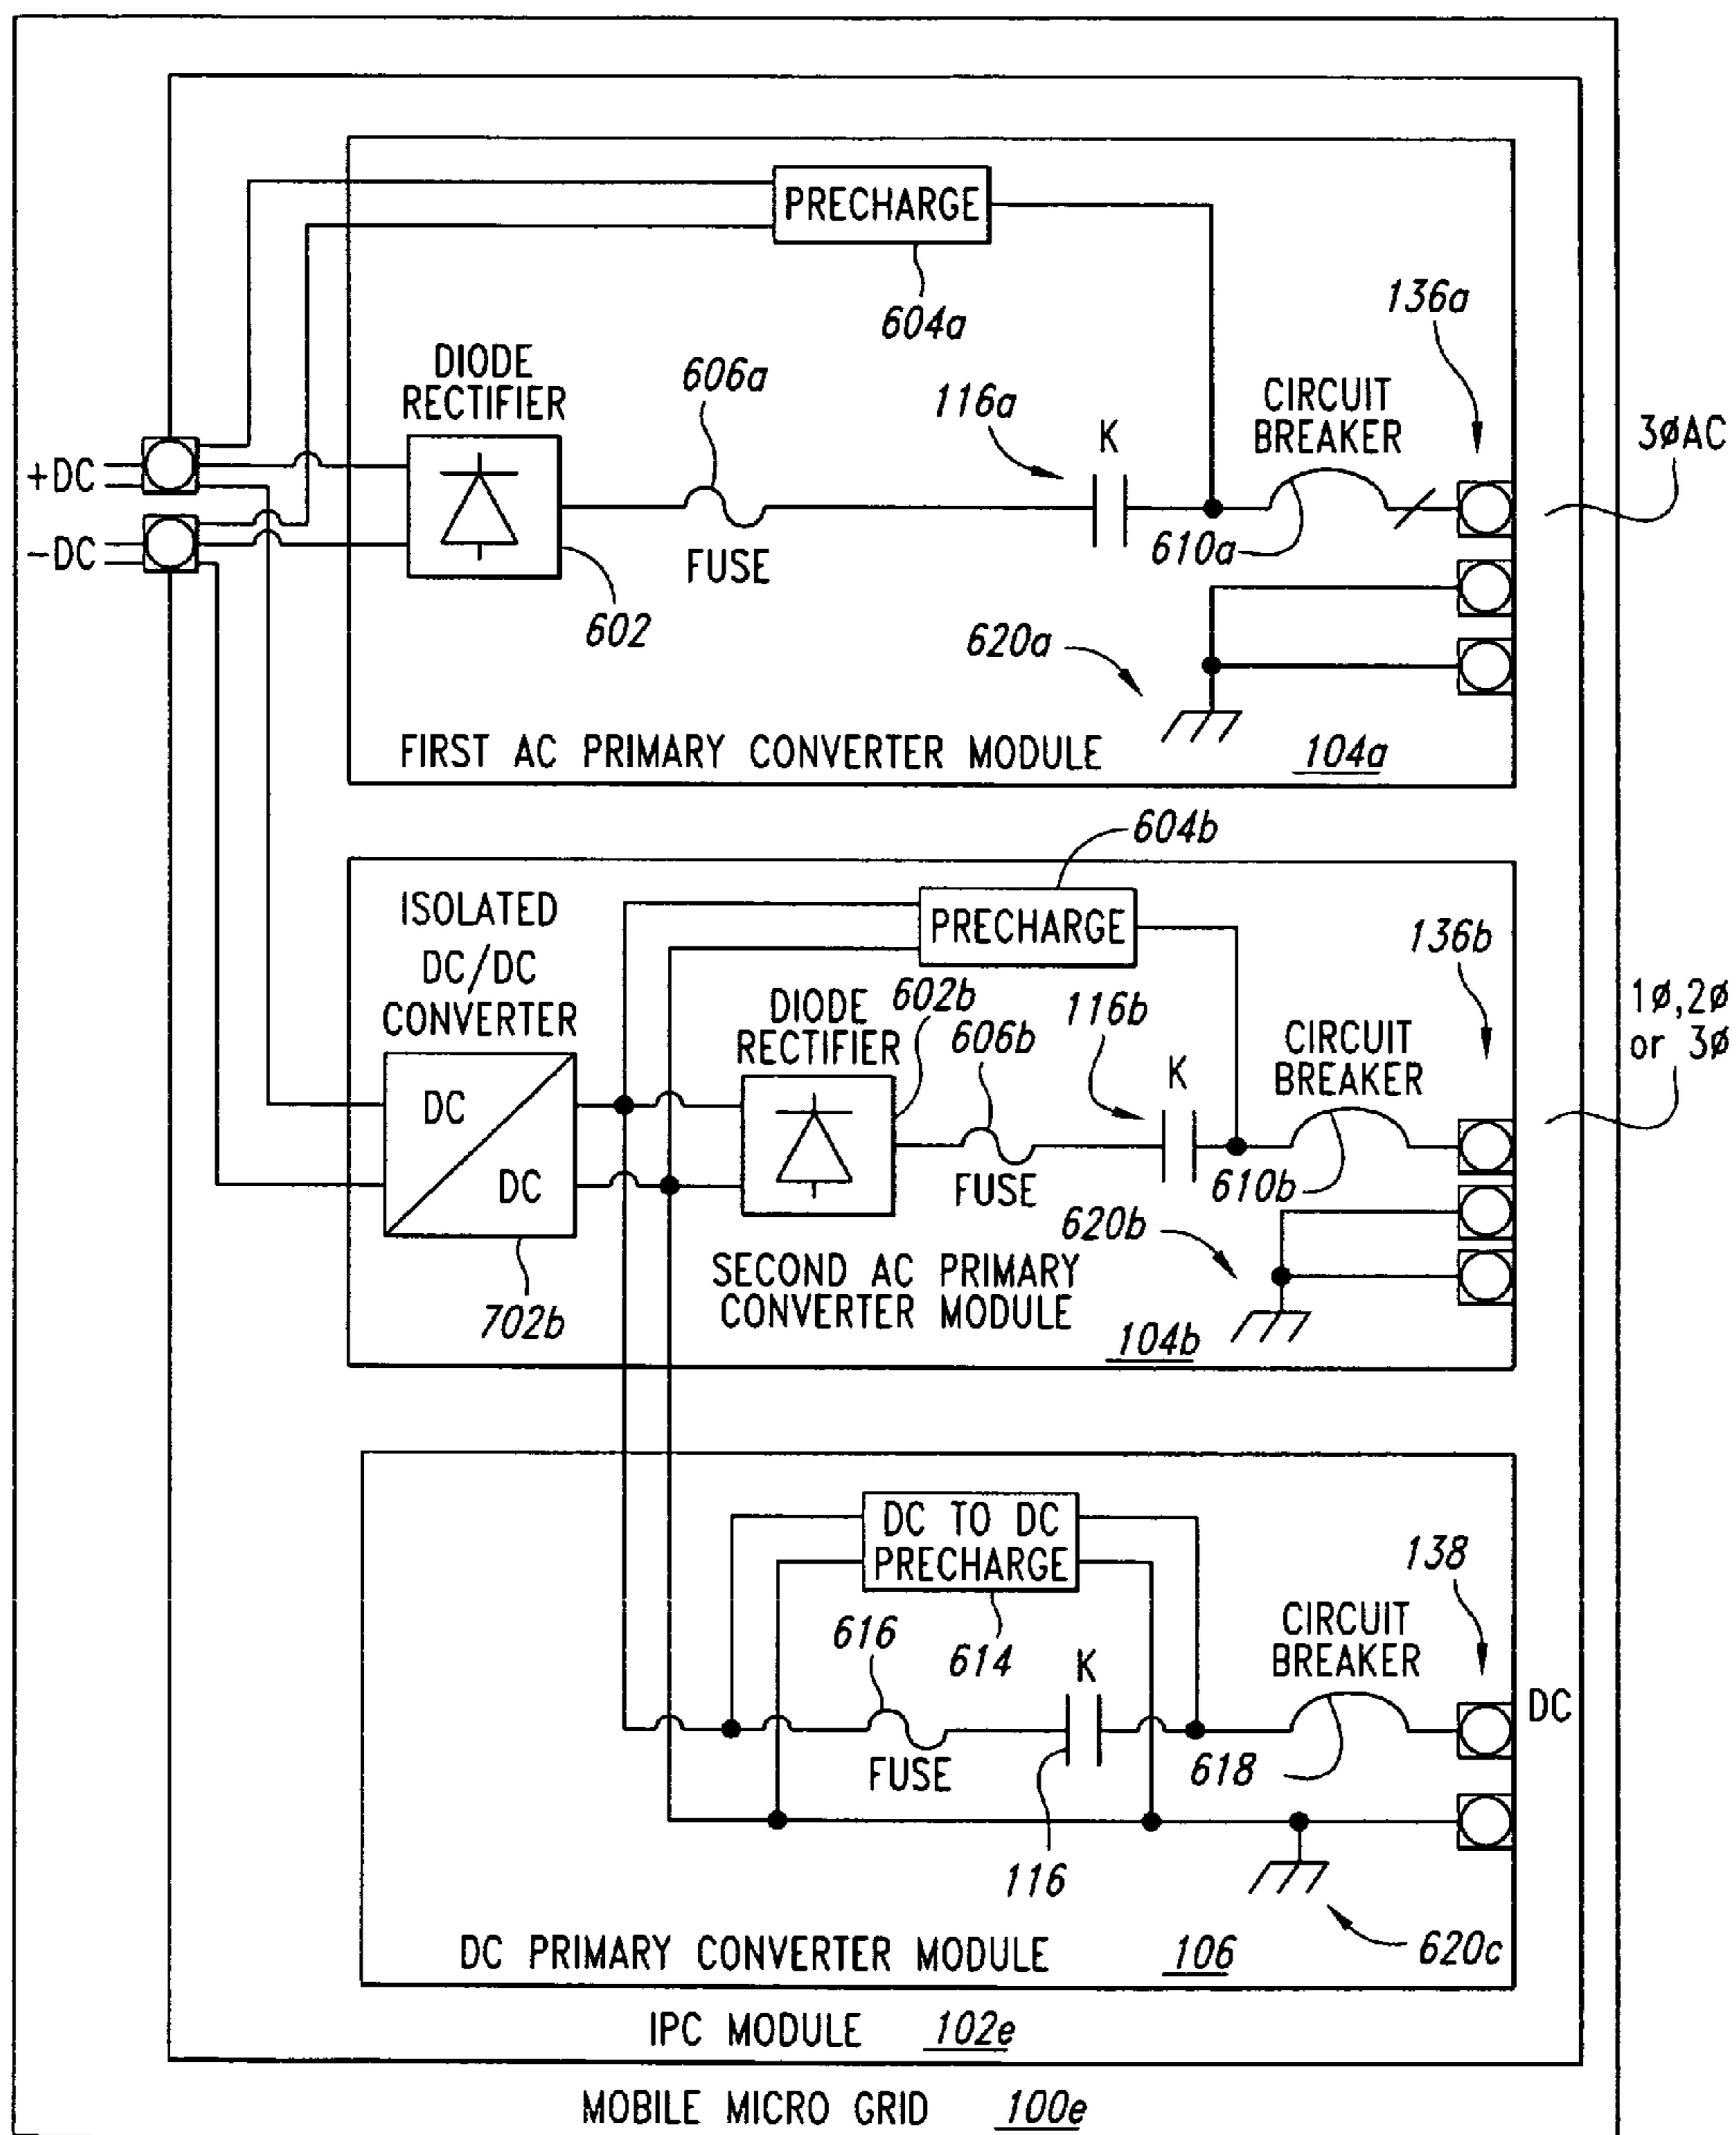 PRECHARGE
604a
136a
DIODE
RECTIFIER
606a
116a
K
CIRCUIT
BREAKER
3ØAC
+DC
-DC
FUSE
610a
602
620a
FIRST AC PRIMARY CONVERTER MODULE 104a
604b
ISOLATED
DC/DC
CONVERTER
PRECHARGE
136b
DIODE
RECTIFIER
602b
606b
116b
K
CIRCUIT
BREAKER
1Ø,2Ø
or 3Ø
DC
DC
FUSE
610b
620b
702b
SECOND AC PRIMARY
CONVERTER MODULE
104b
DC TO DC
PRECHARGE
138
616
614
K
CIRCUIT
BREAKER
DC
FUSE
618
116
620c
DC PRIMARY CONVERTER MODULE 106
IPC MODULE 102e
MOBILE MICRO GRID 100e